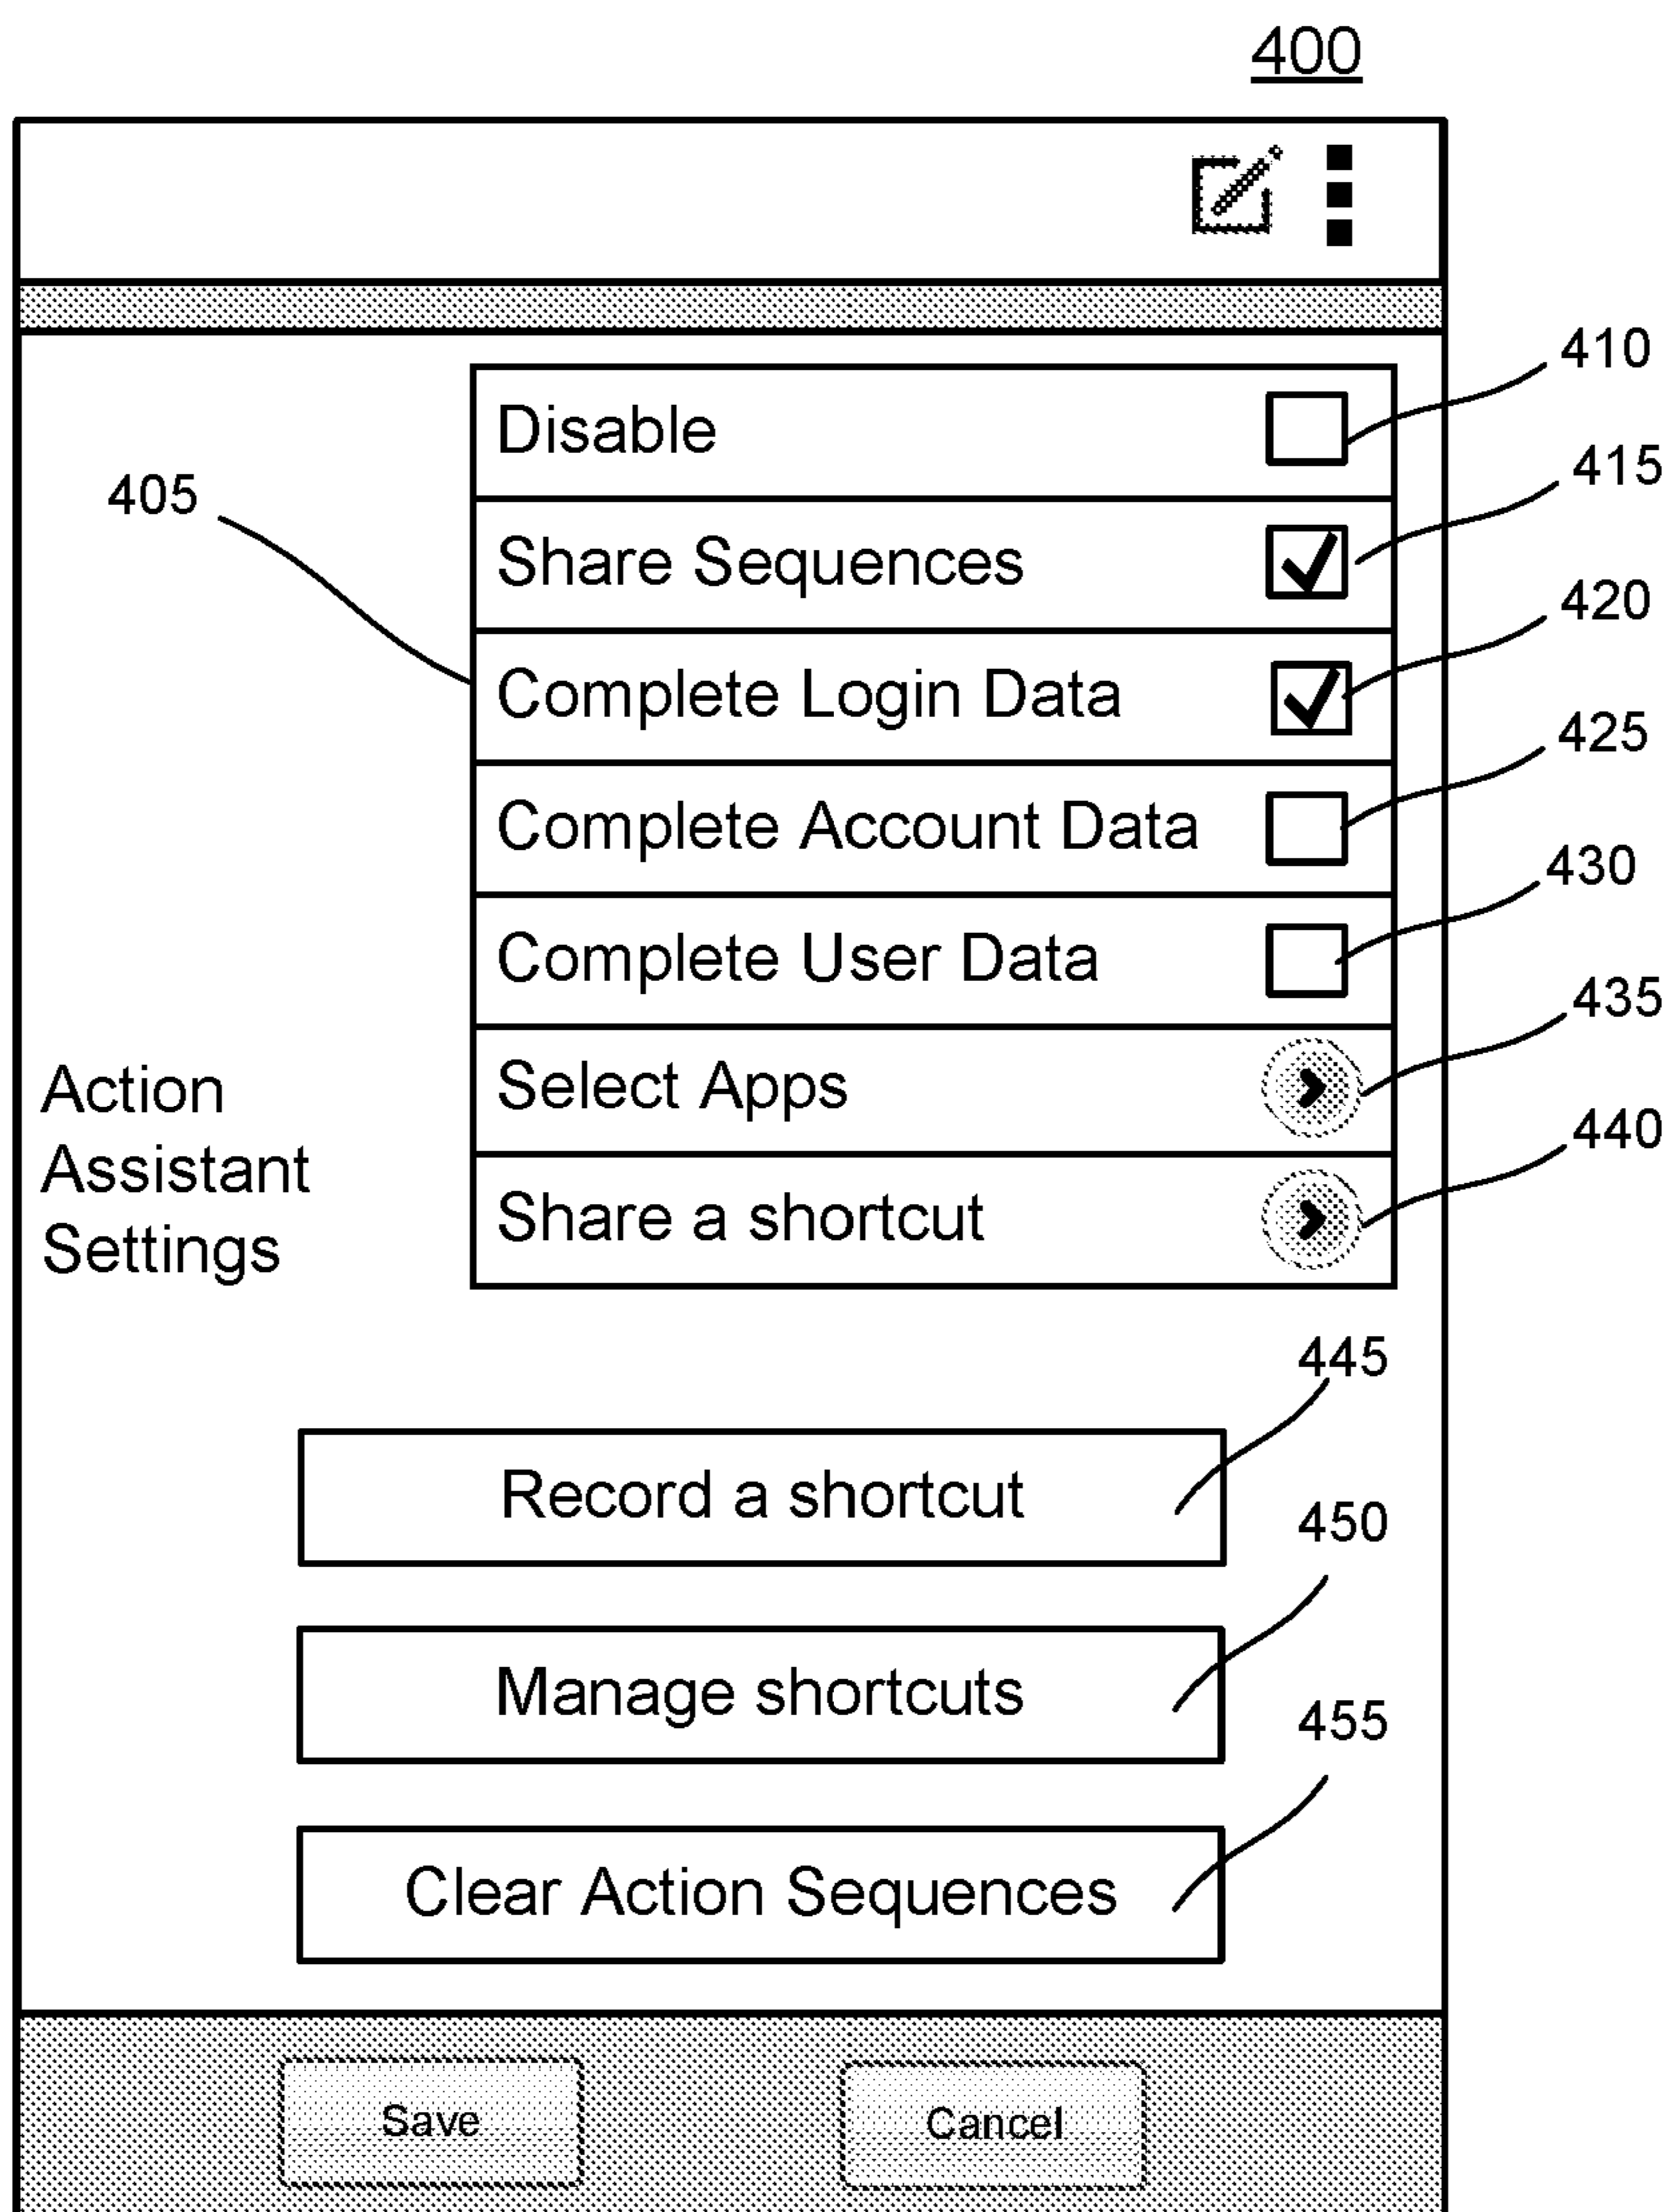 400
410
Disable
415
405
Share Sequences
420
Complete Login Data
425
Complete Account Data
430
Complete User Data
435
Select Apps
440
Share a shortcut
Action
Assistant
Settings
445
Record a shortcut
450
Manage shortcuts
455
Clear Action Sequences
Save
Cancel